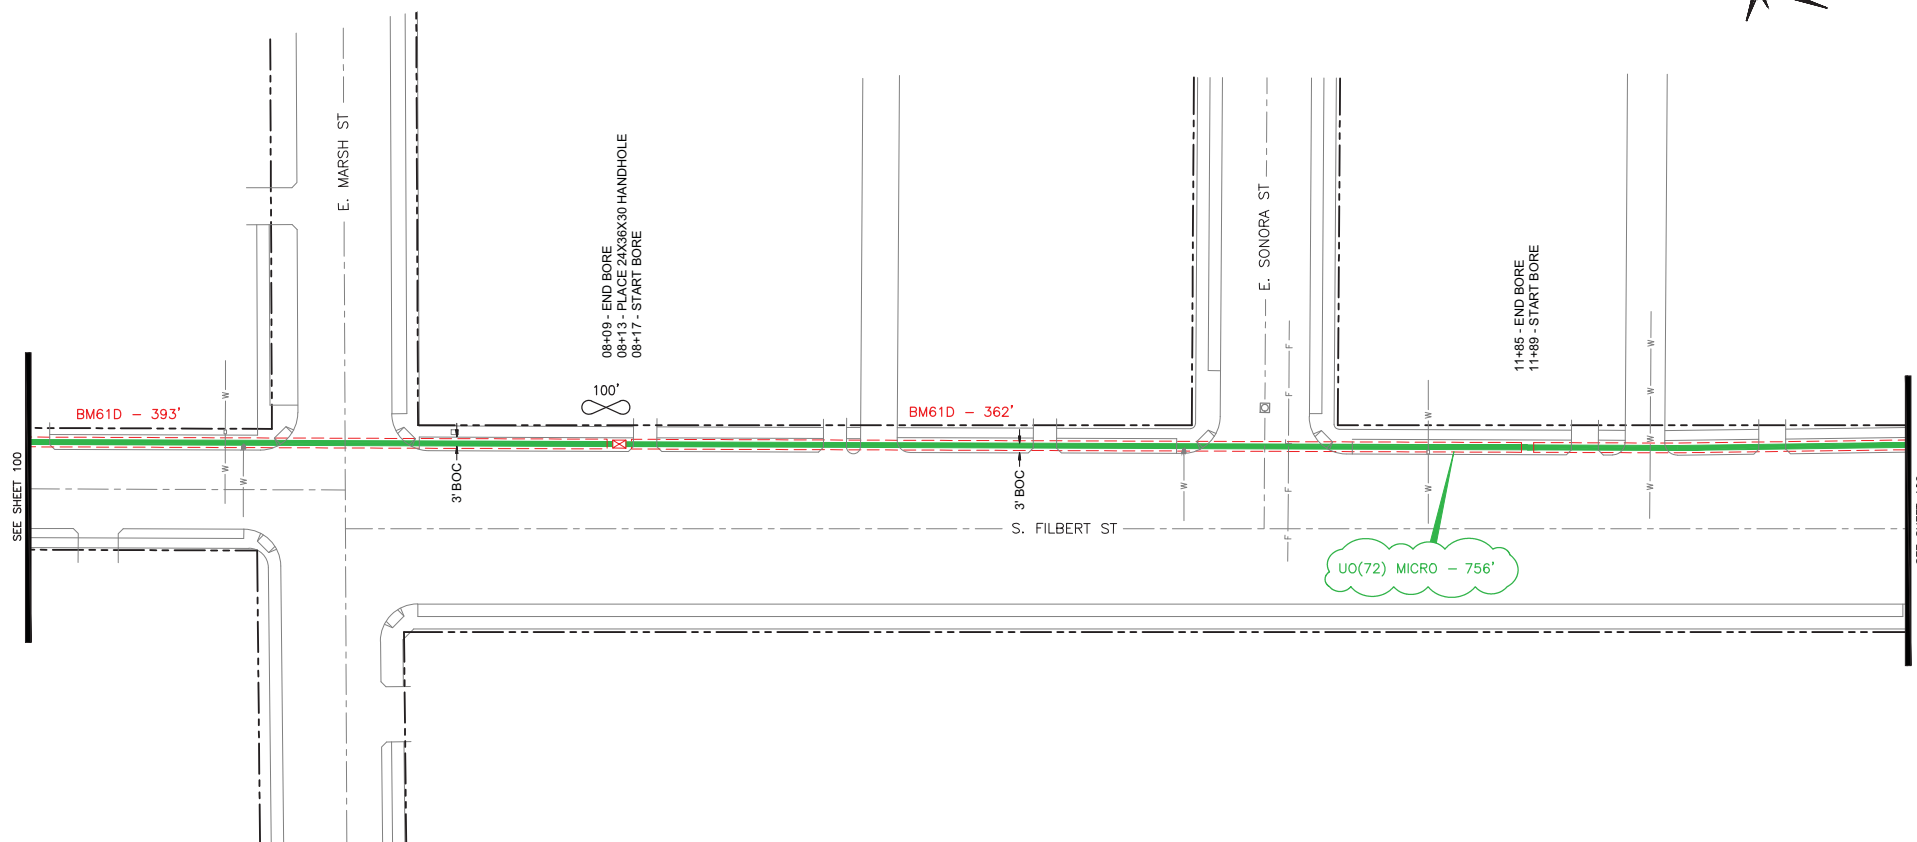 E. MARSH ST
08+09 - END BORE
08+13 - PLACE 24X36X30 HANDHOLE
08+17 - START BORE
E. SONORA ST
11+85 - END BORE
11+89 - START BORE
100'
BM61D - 393'
BM61D - 362'
SEE SHEET 100
3' BOC
3' BOC
S. FILBERT ST
UO(72) MICRO - 756'
W
W
W
W
W
W
W
W
W
F
F
F
F